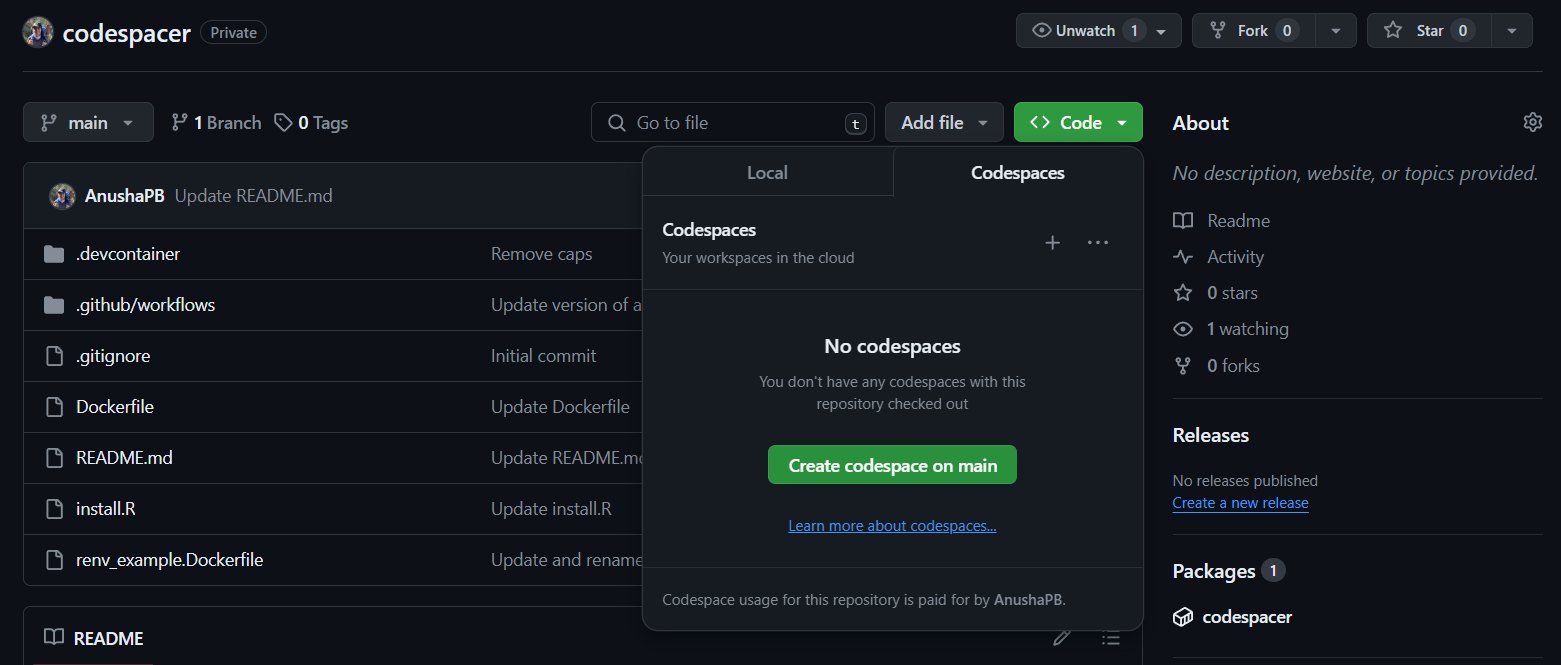 codespacer Private Unwatch 1 Fork 0 Star 0
main 1 Branch 0 Tags Go to file t Add file Code
AnushaPB Update README.md
.devcontainer Remove caps
.github/workflows Update version of a
.gitignore Initial commit
Dockerfile Update Dockerfile
README.md Update README.m
install.R Update install.R
renv_example.Dockerfile Update and rename
README
Local Codespaces
Codespaces
Your workspaces in the cloud
No codespaces
You don't have any codespaces with this
repository checked out
Create codespace on main
Learn more about codespaces...
Codespace usage for this repository is paid for by AnushaPB.
About
No description, website, or topics provided.
Readme
Activity
0 stars
1 watching
0 forks
Releases
No releases published
Create a new release
Packages 1
codespacer